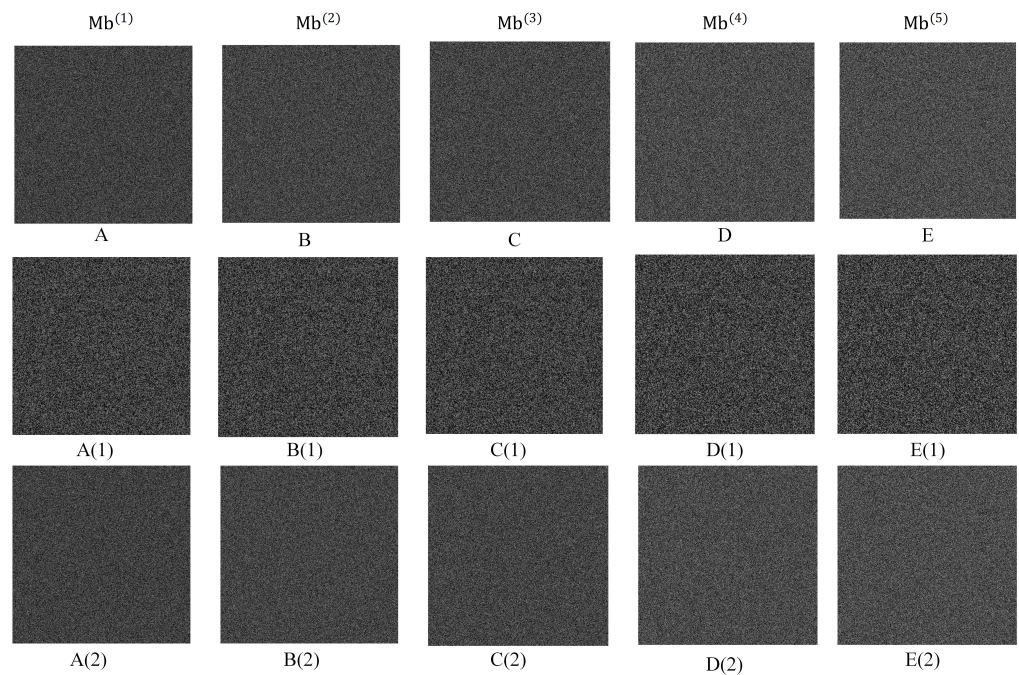 Mb⁽¹⁾ Mb⁽²⁾ Mb⁽³⁾ Mb⁽⁴⁾ Mb⁽⁵⁾
A B C D E
A(1) B(1) C(1) D(1) E(1)
A(2) B(2) C(2) D(2) E(2)